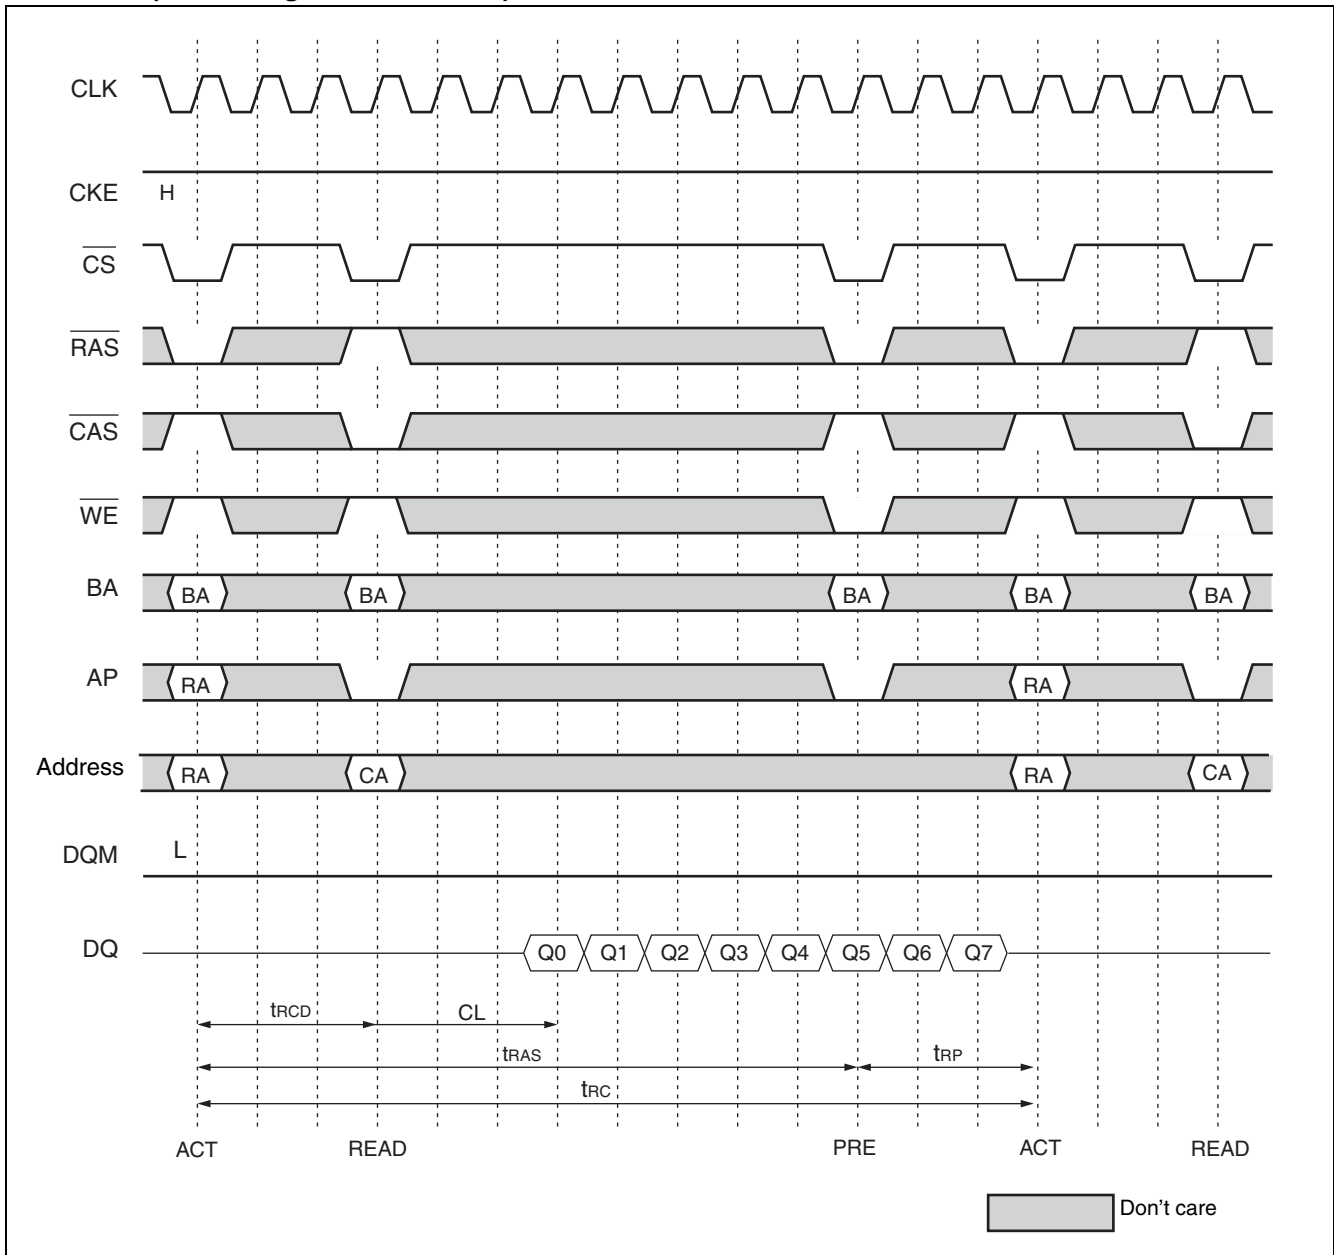 CLK
CKE H
CS
RAS
CAS
WE
BA BA BA BA BA BA
AP RA RA
Address RA CA RA CA
DQM L
DQ Q0 Q1 Q2 Q3 Q4 Q5 Q6 Q7
tRCD CL
tRAS tRP
tRC
ACT READ PRE ACT READ
Don't care